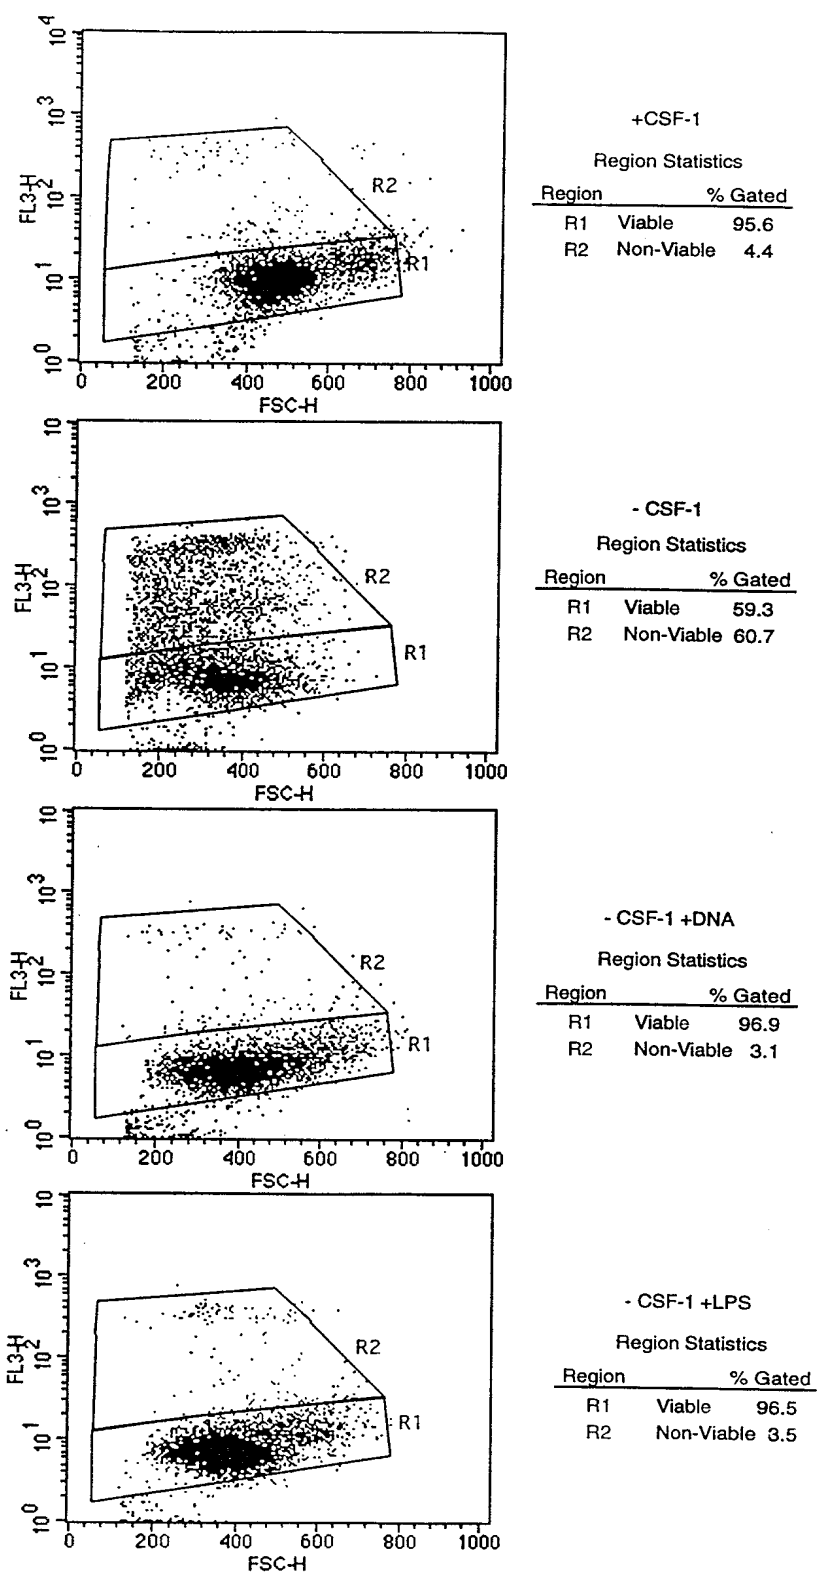 10^4
10^3
10^2
10^1
10^0
FL3-H
R2
R1
0 200 400 600 800 1000
FSC-H
+CSF-1
Region Statistics
Region % Gated
R1 Viable 95.6
R2 Non-Viable 4.4
10
10^3
10^2
10^1
10^0
FL3-H
R2
R1
0 200 400 600 800 1000
FSC-H
- CSF-1
Region Statistics
Region % Gated
R1 Viable 59.3
R2 Non-Viable 60.7
10
10^3
10^2
10^1
10^0
FL3-H
R2
R1
0 200 400 600 800 1000
FSC-H
- CSF-1 +DNA
Region Statistics
Region % Gated
R1 Viable 96.9
R2 Non-Viable 3.1
10
10^3
10^2
10^1
10^0
FL3-H
R2
R1
0 200 400 600 800 1000
FSC-H
- CSF-1 +LPS
Region Statistics
Region % Gated
R1 Viable 96.5
R2 Non-Viable 3.5